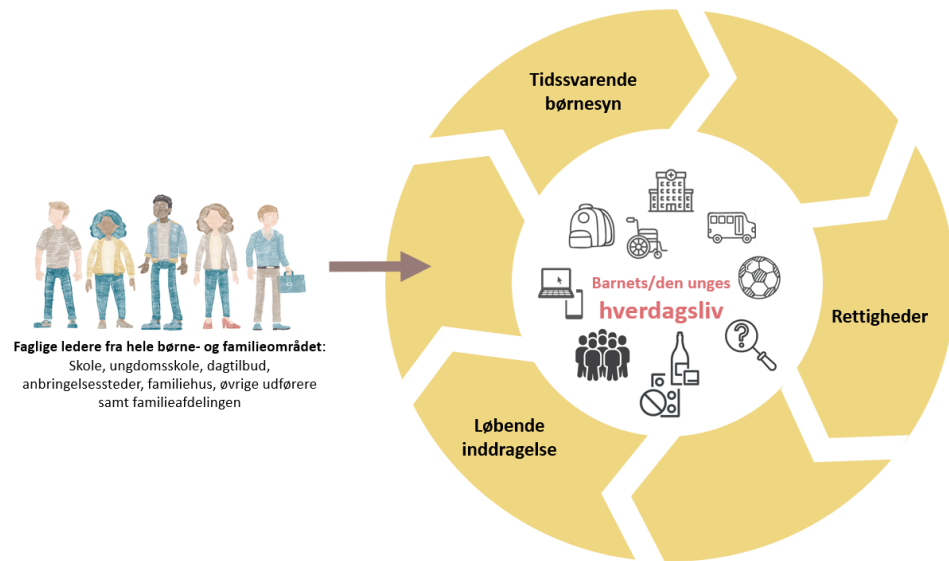 Faglige ledere fra hele børne- og familieområdet:
Skole, ungdomsskole, dagtilbud,
anbringelsessteder, familiehus, øvrige udførere
samt familieafdelingen
Tidssvarende
børnesyn
Rettigheder
Løbende
inddragelse
Barnets/den unges
hverdagsliv